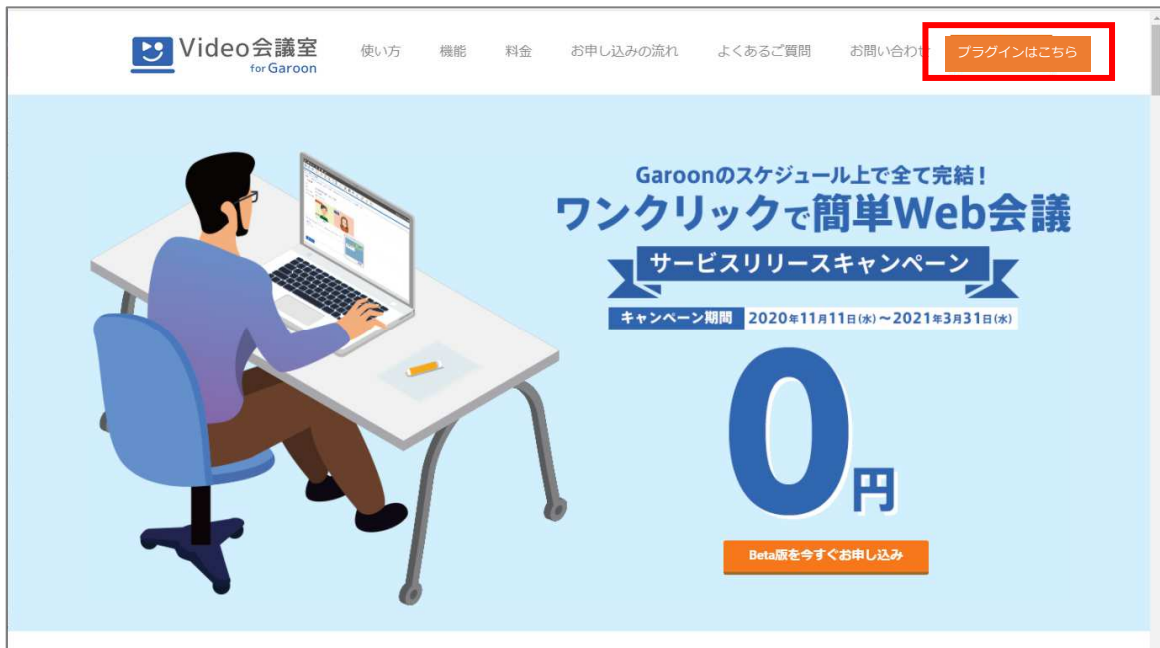 Video会議室
for Garoon
使い方 機能 料金 お申し込みの流れ よくあるご質問 お問い合わせ プラグインはこちら
Garoonのスケジュール上で全て完結!
ワンクリックで簡単Web会議
サービスリリースキャンペーン
キャンペーン期間 2020年11月11日(水)~2021年3月31日(水)
0円
Beta版を今すぐお申し込み